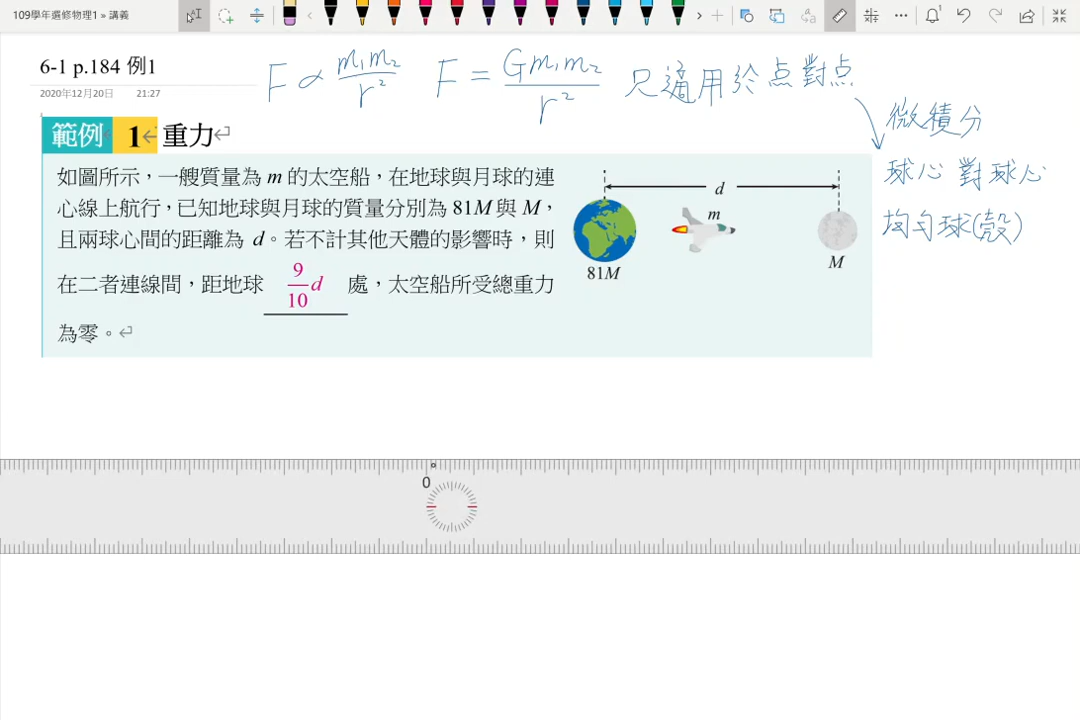 109學年選修物理1 » 講義
6-1 p.184 例1
2020年12月20日 21:27
F ∝ m₁m₂/r² F = Gm₁m₂/r² 只適用於点對点
微積分
球心對球心
均勻球(殼)
範例 1← 重力↵
如圖所示，一艘質量為 m 的太空船，在地球與月球的連
心線上航行，已知地球與月球的質量分別為 81M 與 M，
且兩球心間的距離為 d。若不計其他天體的影響時，則
在二者連線間，距地球 9/10 d 處，太空船所受總重力
為零。↵
d
m
81M
M
0